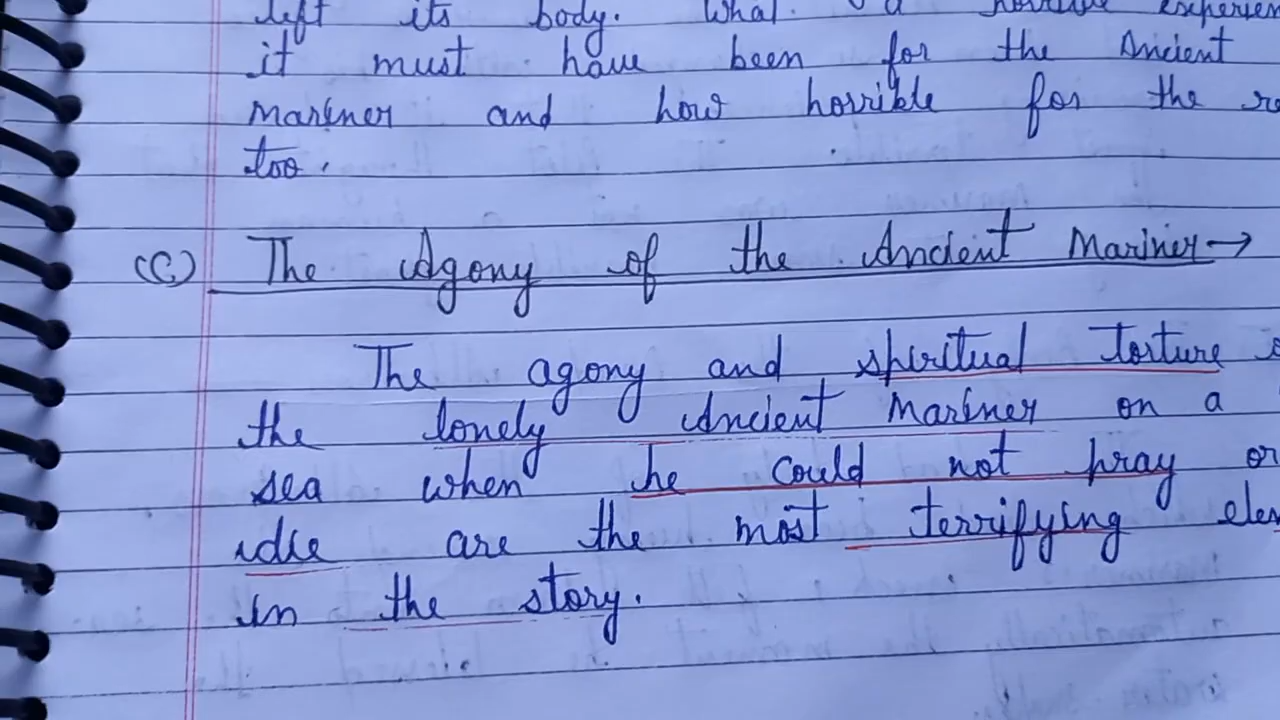 left its body. What a horrible
it must have been for the Ancient
Mariner and how horrible for the
too.
(C) The Agony of the Ancient Mariner →
The agony and spiritual torture
the lonely Ancient Mariner on a
sea when he could not pray or
die are the most terrifying
in the story.